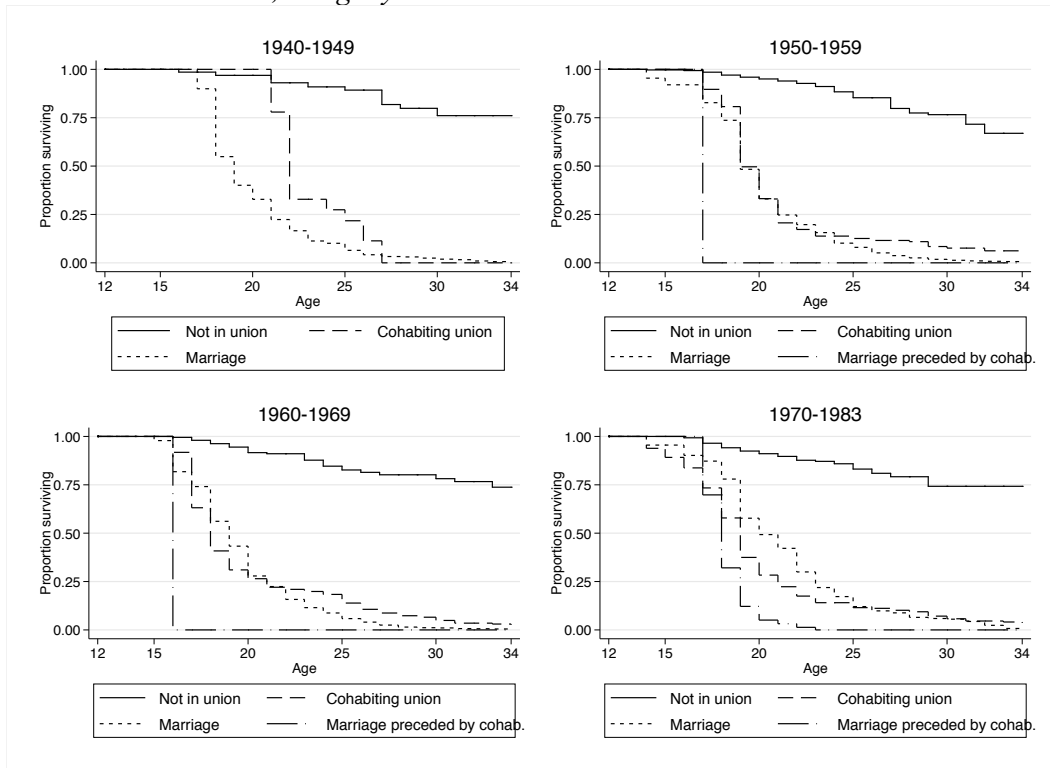 1940-1949
Proportion surviving
1.00
0.75
0.50
0.25
0.00
12 20 25 30 34
Age
Not in union Cohabiting union
Marriage
1950-1959
Proportion surviving
1.00
0.75
0.50
0.25
0.00
12 15 20 25 30 34
Age
Not in union Cohabiting union
Marriage Marriage preceded by cohab.
1960-1969
Proportion surviving
1.00
0.75
0.50
0.25
0.00
12 15 20 25 30 34
Age
Not in union Cohabiting union
Marriage Marriage preceded by cohab.
1970-1983
Proportion surviving
1.00
0.75
0.50
0.25
0.00
12 15 20 25 30 34
Age
Not in union Cohabiting union
Marriage Marriage preceded by cohab.